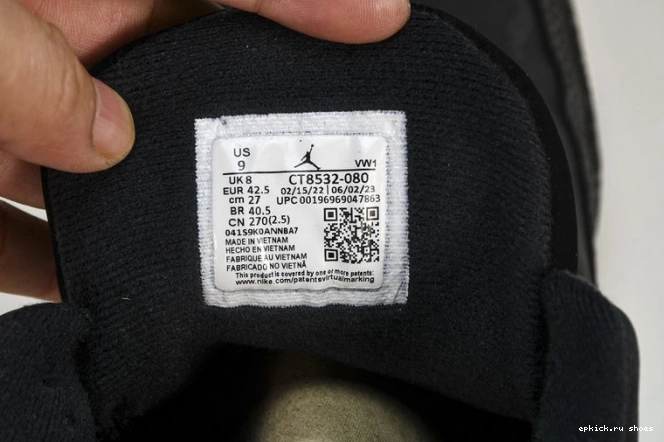 US
9
VW1
UK 8 CT8532-080
EUR 42.5 02/15/22 | 06/02/23
cm 27 UPC 00196969047863
BR 40.5
CN 270(2.5)
041S9K0ANNBA7
MADE IN VIETNAM
HECHO EN VIETNAM
FABRIQUE AU VIETNAM
FABRICADO NO VIETNÃ
This product is covered by one or more patents:
www.nike.com/patentsvirtualmarking
epkick.ru shoes